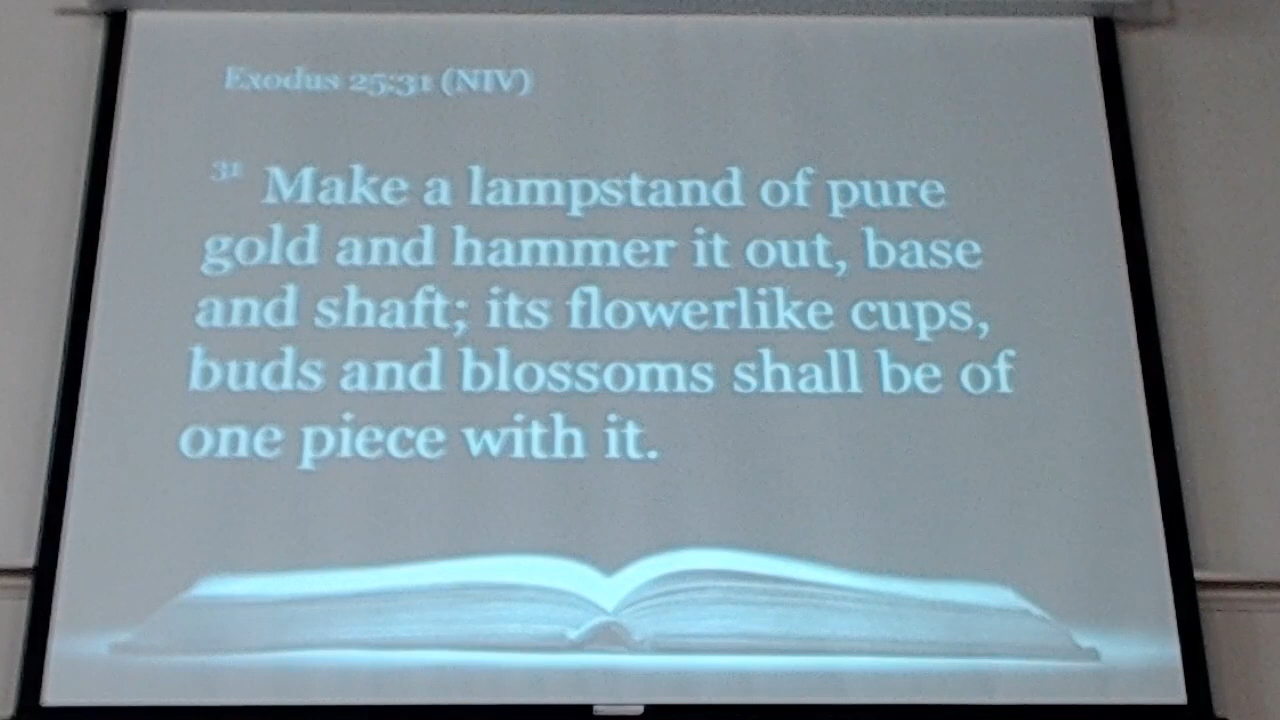 Exodus 25:31 (NIV)
31 Make a lampstand of pure
gold and hammer it out, base
and shaft; its flowerlike cups,
buds and blossoms shall be of
one piece with it.